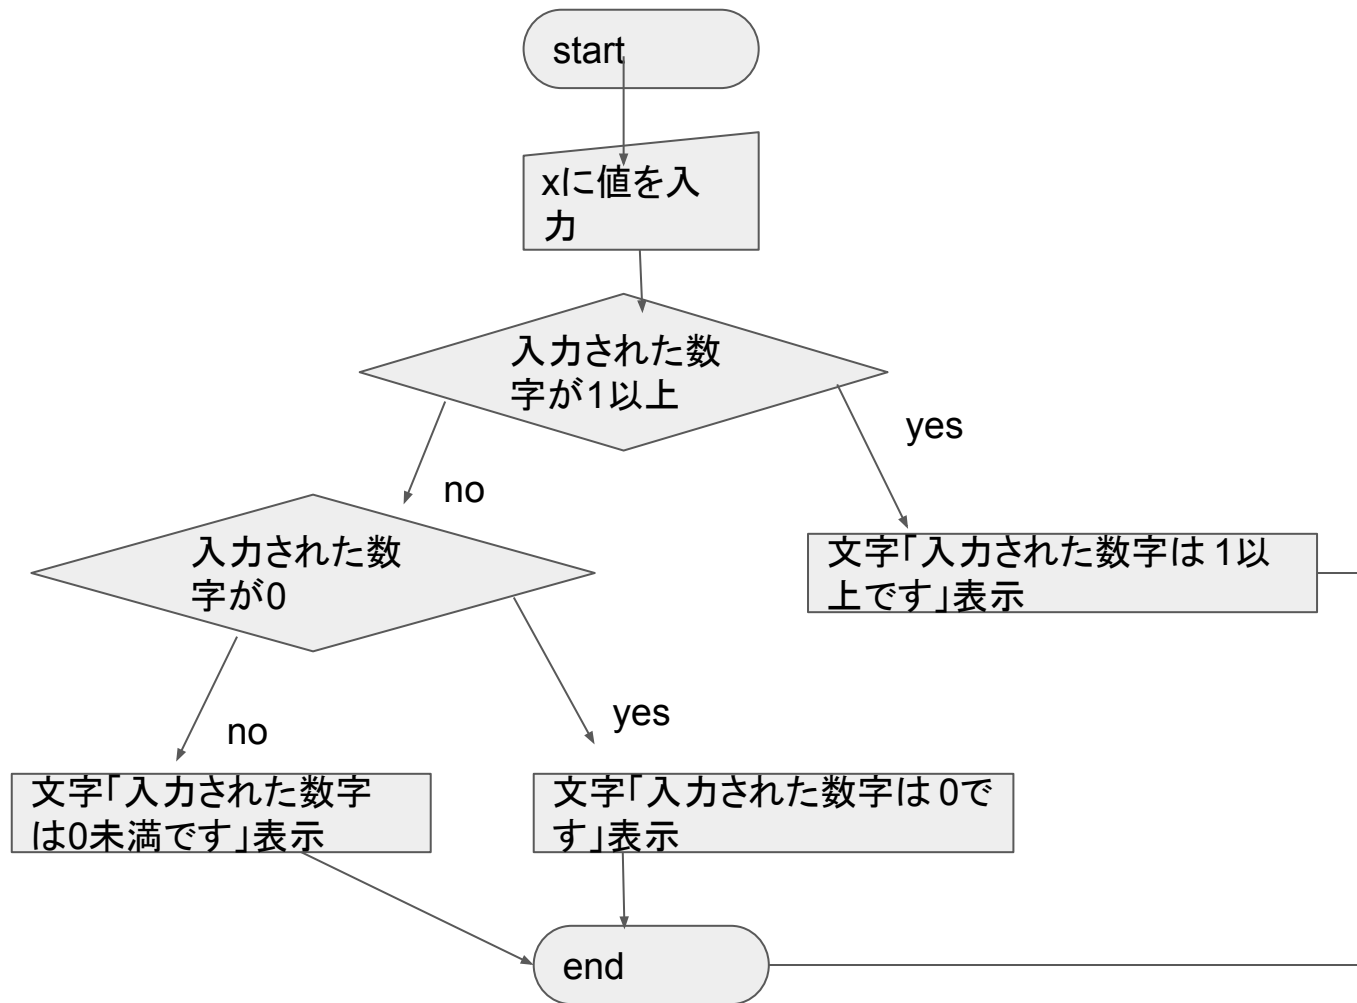 start
xに値を入
力
入力された数
字が1以上
yes
no
入力された数
字が0
文字「入力された数字は 1以
上です」表示
no
yes
文字「入力された数字
は0未満です」表示
文字「入力された数字は 0で
す」表示
end